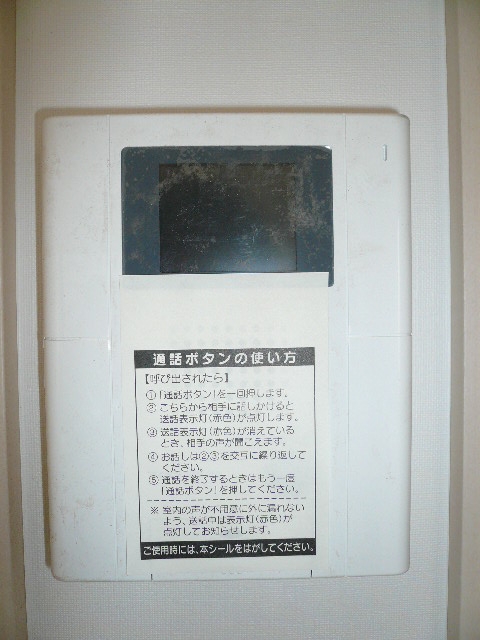 通話ボタンの使い方
【呼び出されたら】
①「通話ボタン」を一回押します。
②こちらから相手に話しかけると
送話表示灯(赤色)が点灯します。
③送話表示灯(赤色)が消えている
とき、相手の声が聞こえます。
④お話しは②③を交互に繰り返して
ください。
⑤通話を終了するときはもう一度
「通話ボタン」を押してください。
※室内の声が不用意に外に漏れない
よう、送話中は表示灯(赤色)が
点灯してお知らせします。
ご使用時には、本シールをはがしてください。